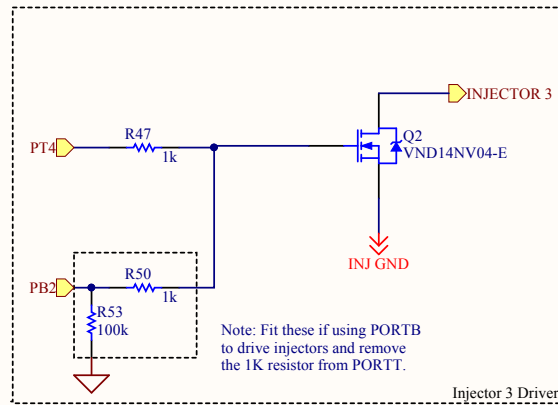 INJECTOR 3
R47
PT4
1k
Q2
VND14NV04-E
INJ GND
R50
PB2
1k
R53
100k
Note: Fit these if using PORTB
to drive injectors and remove
the 1K resistor from PORTT.
Injector 3 Driver